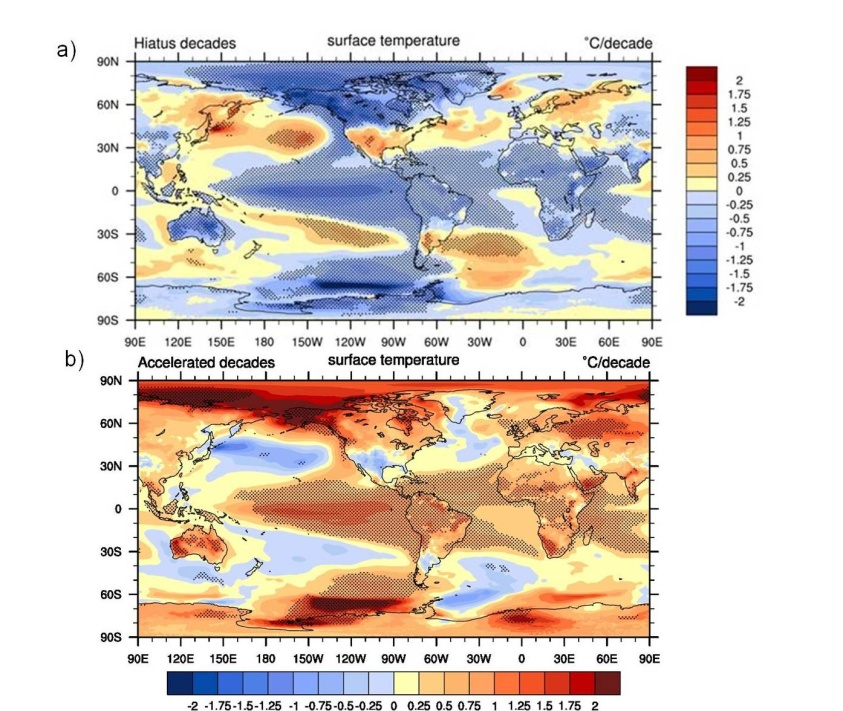 a)
Hiatus decades surface temperature °C/decade
90N
60N
30N
0
30S
60S
90S
90E 120E 150E 180 150W 120W 90W 60W 30W 0 30E 60E 90E
2
1.75
1.5
1.25
1
0.75
0.5
0.25
0
-0.25
-0.5
-0.75
-1
-1.25
-1.5
-1.75
-2
b)
Accelerated decades surface temperature °C/decade
90N
60N
30N
0
30S
60S
90S
90E 120E 150E 180 150W 120W 90W 60W 30W 0 30E 60E 90E
-2 -1.75-1.5-1.25 -1 -0.75-0.5-0.25 0 0.25 0.5 0.75 1 1.25 1.5 1.75 2